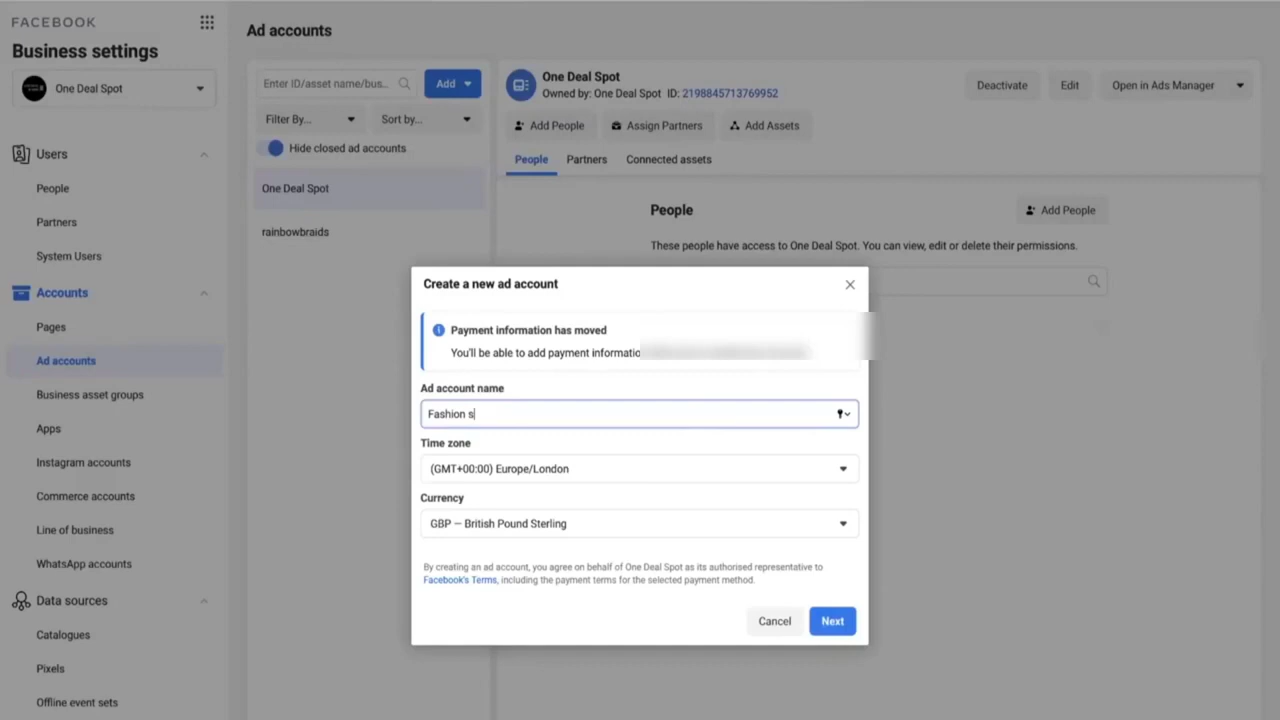 FACEBOOK
Business settings
One Deal Spot
Users
People
Partners
System Users
Accounts
Pages
Ad accounts
Business asset groups
Apps
Instagram accounts
Commerce accounts
Line of business
WhatsApp accounts
Data sources
Catalogues
Pixels
Offline event sets
Ad accounts
Enter ID/asset name/bus...
Add
Filter By...
Sort by...
Hide closed ad accounts
One Deal Spot
rainbowbraids
One Deal Spot
Owned by: One Deal Spot ID: 2198845713769952
Deactivate
Edit
Open in Ads Manager
Add People
Assign Partners
Add Assets
People
Partners
Connected assets
People
Add People
These people have access to One Deal Spot. You can view, edit or delete their permissions.
Create a new ad account
Payment information has moved
You'll be able to add payment informatio
Ad account name
Fashion s
Time zone
(GMT+00:00) Europe/London
Currency
GBP — British Pound Sterling
By creating an ad account, you agree on behalf of One Deal Spot as its authorised representative to
Facebook's Terms, including the payment terms for the selected payment method.
Cancel
Next